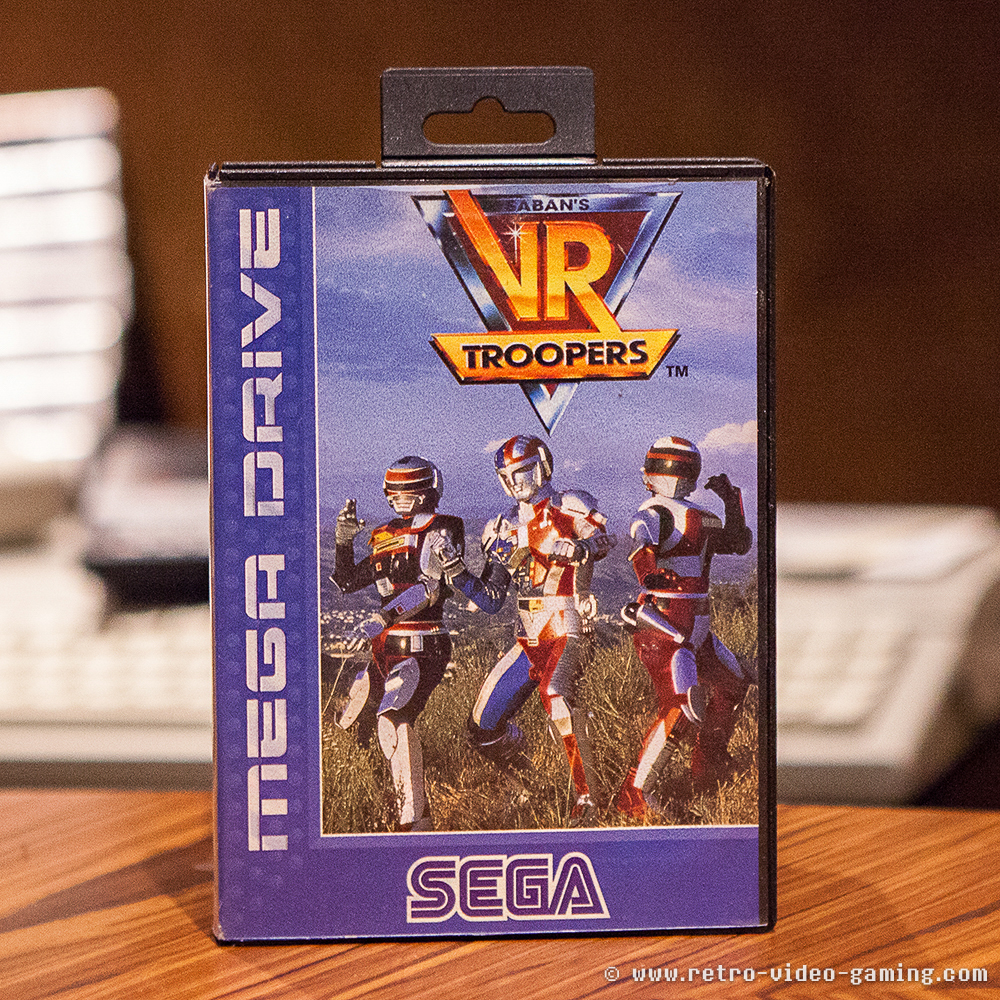 SABAN'S
VR
TROOPERS
TM
MEGA DRIVE
SEGA
© www.retro-video-gaming.com